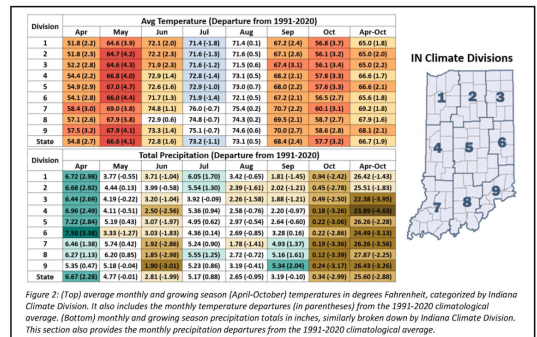 Avg Temperature (Departure from 1991-2020)
Division Apr May Jun Jul Aug Sep Oct Apr-Oct
1 51.8 (2.2) 64.6 (3.9) 72.1 (2.0) 71.4 (-1.8) 71.4 (0.1) 67.2 (2.4) 56.8 (3.7) 65.0 (1.8)
2 51.8 (2.3) 64.7 (4.2) 72.2 (2.3) 71.6 (-1.3) 71.1 (0.0) 67.1 (2.6) 56.3 (3.4) 65.0 (2.0)
3 52.2 (2.8) 64.6 (4.3) 71.9 (2.3) 71.6 (-1.2) 71.5 (0.9) 67.4 (3.1) 56.1 (3.4) 65.0 (2.2)
4 54.4 (2.2) 66.8 (4.0) 72.9 (1.4) 72.8 (-1.4) 73.1 (0.5) 68.2 (2.1) 57.8 (3.3) 66.6 (1.7)
5 54.9 (2.9) 67.0 (4.7) 72.6 (1.6) 72.9 (-1.0) 73.0 (0.7) 68.2 (2.2) 57.6 (3.3) 66.6 (2.1)
6 54.1 (2.8) 66.0 (4.4) 71.7 (1.3) 71.9 (-1.4) 72.1 (0.5) 67.2 (2.1) 56.5 (2.7) 65.6 (1.8)
7 58.4 (3.0) 69.0 (3.8) 74.8 (1.1) 76.0 (-0.7) 75.4 (0.2) 70.7 (2.2) 60.1 (3.1) 69.2 (1.8)
8 57.1 (2.6) 67.9 (3.8) 72.9 (0.6) 74.8 (-0.7) 74.3 (0.2) 69.5 (2.1) 58.7 (2.7) 67.9 (1.6)
9 57.5 (3.2) 67.9 (4.1) 73.3 (1.4) 75.1 (-0.7) 74.6 (0.6) 70.0 (2.7) 58.6 (2.8) 68.1 (2.1)
State 54.8 (2.7) 66.6 (4.1) 72.8 (1.6) 73.2 (-1.1) 73.1 (0.5) 68.4 (2.4) 57.7 (3.2) 66.7 (1.9)
Total Precipitation (Departure from 1991-2020)
Division Apr May Jun Jul Aug Sep Oct Apr-Oct
1 6.72 (2.98) 3.77 (-0.55) 3.71 (-1.04) 6.05 (1.70) 3.42 (-0.65) 1.81 (-1.45) 0.94 (-2.42) 26.42 (-1.43)
2 6.68 (2.92) 4.44 (0.13) 3.99 (-0.58) 5.54 (1.30) 2.39 (-1.61) 2.02 (-1.21) 0.45 (-2.78) 25.51 (-1.83)
3 6.44 (2.69) 4.19 (-0.22) 3.20 (-1.04) 3.92 (-0.09) 2.26 (-1.58) 1.88 (-1.21) 0.49 (-2.50) 22.38 (-3.95)
4 6.96 (2.49) 4.11 (-0.81) 2.50 (-2.56) 5.36 (0.94) 2.58 (-0.76) 2.20 (-0.97) 0.18 (-3.26) 23.89 (-4.63)
5 7.22 (2.84) 5.19 (0.43) 3.07 (-1.97) 4.95 (0.62) 2.97 (-0.54) 2.64 (-0.60) 0.22 (-3.06) 26.26 (-2.28)
6 7.58 (3.38) 3.33 (-1.27) 3.03 (-1.83) 4.36 (0.14) 2.69 (-0.85) 3.28 (0.16) 0.22 (-2.86) 24.49 (-3.13)
7 6.46 (1.38) 5.74 (0.42) 1.92 (-2.86) 5.24 (0.90) 1.78 (-1.41) 4.93 (1.37) 0.19 (-3.36) 26.26 (-3.56)
8 6.27 (1.13) 6.20 (0.85) 1.85 (-2.98) 5.55 (1.25) 2.72 (-0.72) 5.16 (1.61) 0.12 (-3.39) 27.87 (-2.25)
9 5.35 (0.47) 5.18 (-0.04) 1.90 (-3.01) 5.23 (0.86) 3.19 (-0.41) 5.34 (2.04) 0.24 (-3.17) 26.43 (-3.26)
State 6.67 (2.28) 4.77 (-0.01) 2.81 (-1.99) 5.17 (0.88) 2.65 (-0.95) 3.19 (-0.10) 0.34 (-2.99) 25.60 (-2.88)
IN Climate Divisions
1 2 3
4 5 6
7 8 9
Figure 2: (Top) average monthly and growing season (April-October) temperatures in degrees Fahrenheit, categorized by Indiana
Climate Division. It also includes the monthly temperature departures (in parentheses) from the 1991-2020 climatological
average. (Bottom) monthly and growing season precipitation totals in inches, similarly broken down by Indiana Climate Division.
This section also provides the monthly precipitation departures from the 1991-2020 climatological average.